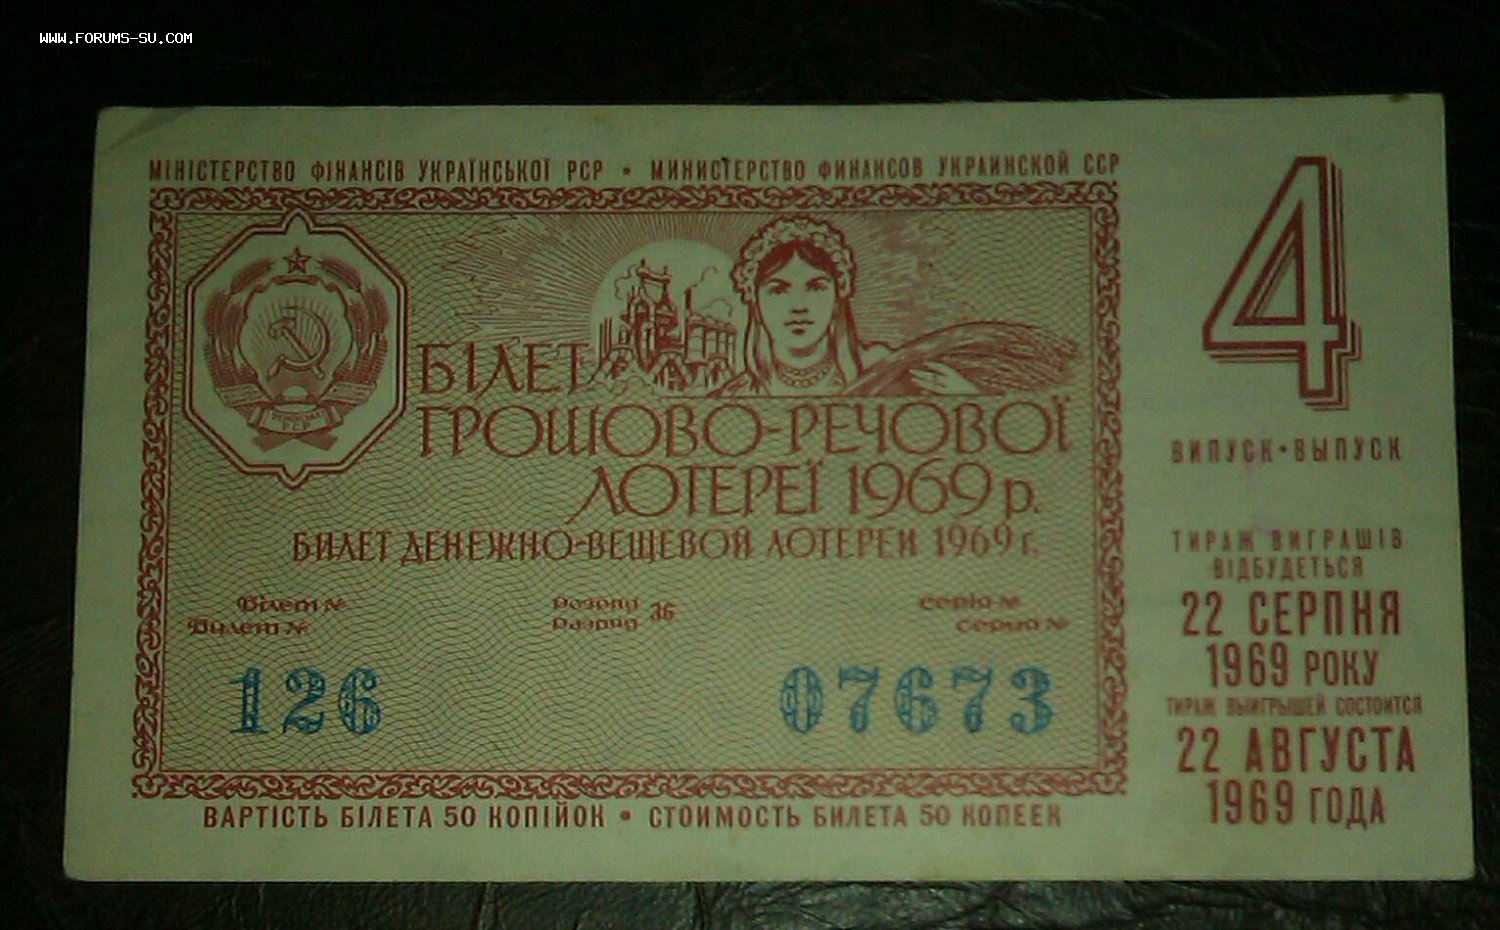 WWW.FORUMS-SU.COM
МІНІСТЕРСТВО ФІНАНСІВ УКРАЇНСЬКОЇ РСР • МИНИСТЕРСТВО ФИНАНСОВ УКРАИНСКОЙ ССР
БІЛЕТ
ГРОШОВО-РЕЧОВОЇ
ЛОТЕРЕЇ 1969 р.
БИЛЕТ ДЕНЕЖНО-ВЕЩЕВОЙ ЛОТЕРЕИ 1969 г.
РСР
Білет №
Билет №
Розряд
Разряд
36
серія №
серия №
126
07673
ВАРТІСТЬ БІЛЕТА 50 КОПІЙОК • СТОИМОСТЬ БИЛЕТА 50 КОПЕЕК
4
ВИПУСК • ВЫПУСК
ТИРАЖ ВИГРАШІВ
ВІДБУДЕТЬСЯ
22 СЕРПНЯ
1969 РОКУ
ТИРАЖ ВЫИГРЫШЕЙ СОСТОИТСЯ
22 АВГУСТА
1969 ГОДА